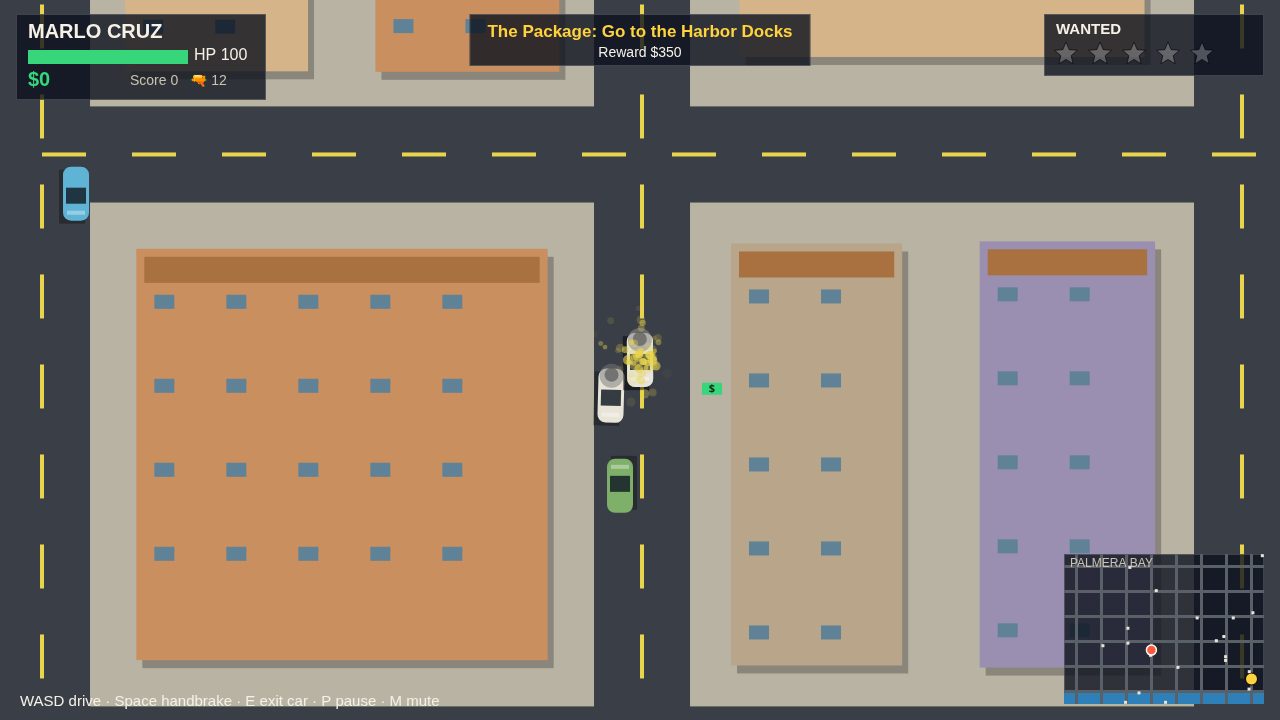 MARLO CRUZ
HP 100
$0
Score 0 12
The Package: Go to the Harbor Docks
Reward $350
WANTED
$
PALMERA BAY
WASD drive · Space handbrake · E exit car · P pause · M mute